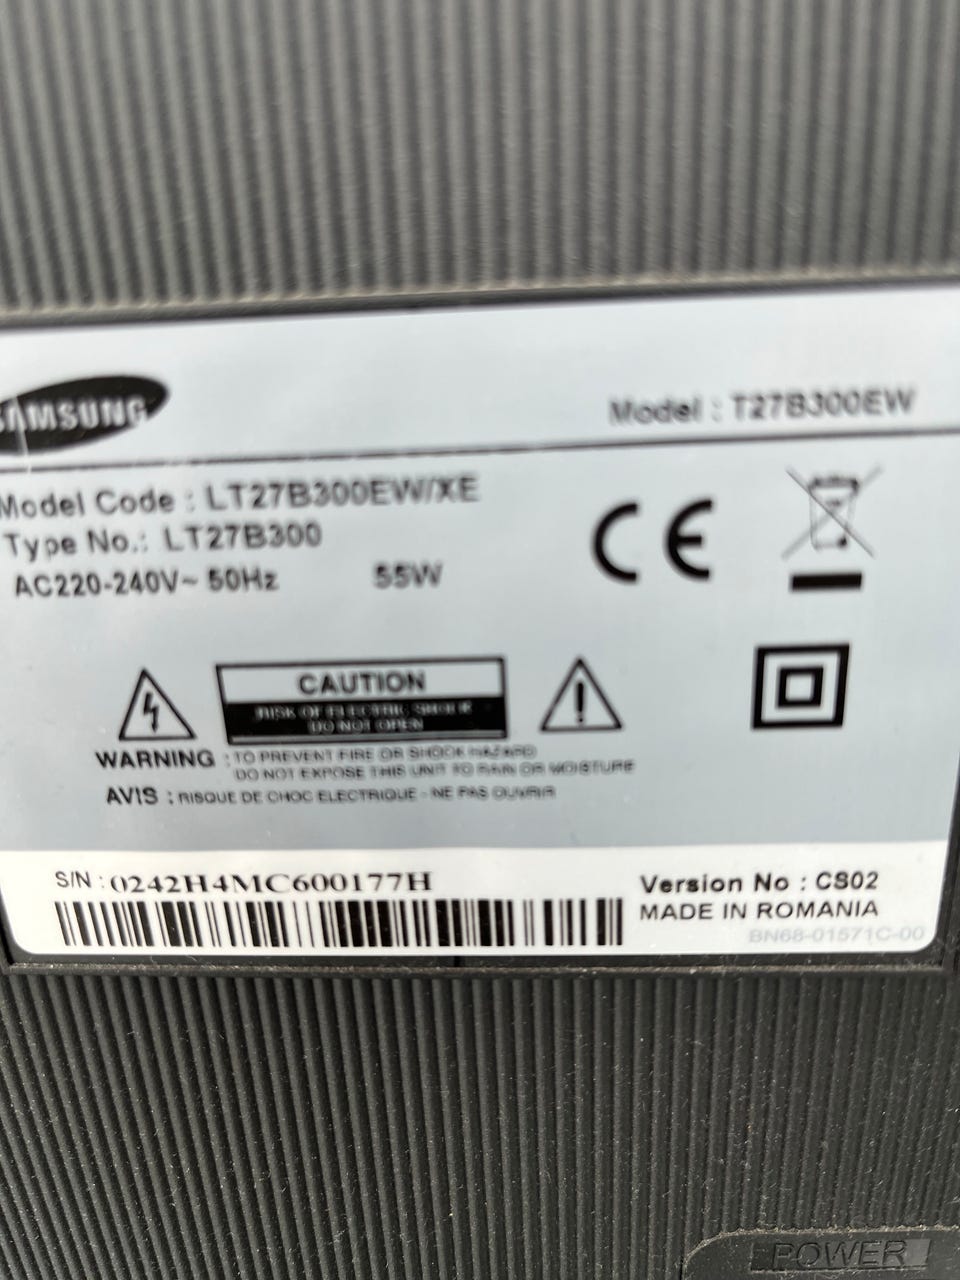 SAMSUNG
Model : T27B300EW
Model Code : LT27B300EW/XE
Type No.: LT27B300
AC220-240V~ 50Hz 55W
CE
CAUTION
RISK OF ELECTRIC SHOCK
DO NOT OPEN
WARNING : TO PREVENT FIRE OR SHOCK HAZARD
DO NOT EXPOSE THIS UNIT TO RAIN OR MOISTURE
AVIS : RISQUE DE CHOC ELECTRIQUE - NE PAS OUVRIR
S/N : 0242H4MC600177H
Version No : CS02
MADE IN ROMANIA
BN68-01571C-00
POWER